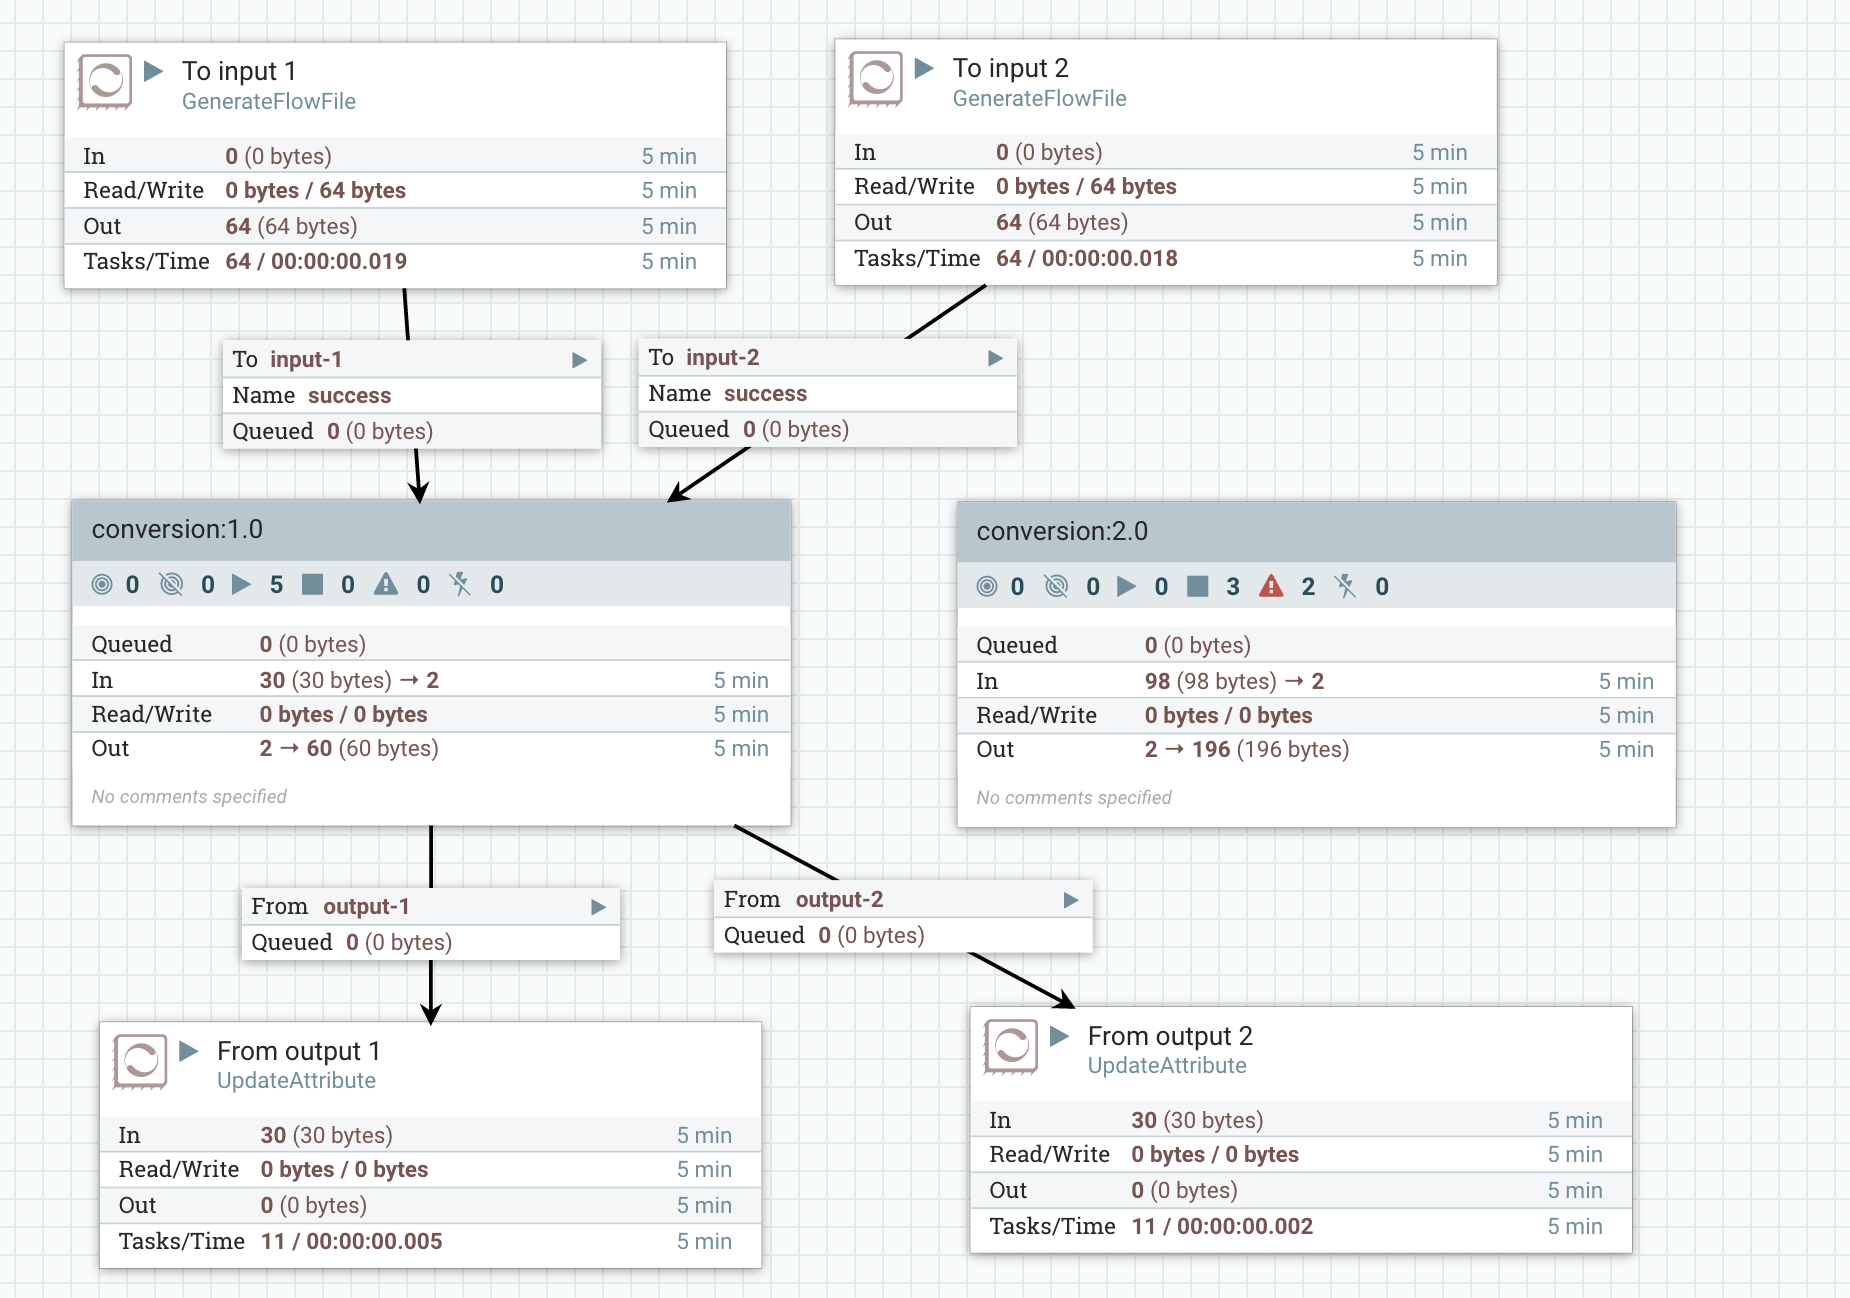 To input 1
GenerateFlowFile
In 0 (0 bytes) 5 min
Read/Write 0 bytes / 64 bytes 5 min
Out 64 (64 bytes) 5 min
Tasks/Time 64 / 00:00:00.019 5 min
To input 2
GenerateFlowFile
In 0 (0 bytes) 5 min
Read/Write 0 bytes / 64 bytes 5 min
Out 64 (64 bytes) 5 min
Tasks/Time 64 / 00:00:00.018 5 min
To input-1
Name success
Queued 0 (0 bytes)
To input-2
Name success
Queued 0 (0 bytes)
conversion:1.0
0 0 5 0 0 0
Queued 0 (0 bytes)
In 30 (30 bytes) → 2 5 min
Read/Write 0 bytes / 0 bytes 5 min
Out 2 → 60 (60 bytes) 5 min
No comments specified
conversion:2.0
0 0 0 3 2 0
Queued 0 (0 bytes)
In 98 (98 bytes) → 2 5 min
Read/Write 0 bytes / 0 bytes 5 min
Out 2 → 196 (196 bytes) 5 min
No comments specified
From output-1
Queued 0 (0 bytes)
From output-2
Queued 0 (0 bytes)
From output 1
UpdateAttribute
In 30 (30 bytes) 5 min
Read/Write 0 bytes / 0 bytes 5 min
Out 0 (0 bytes) 5 min
Tasks/Time 11 / 00:00:00.005 5 min
From output 2
UpdateAttribute
In 30 (30 bytes) 5 min
Read/Write 0 bytes / 0 bytes 5 min
Out 0 (0 bytes) 5 min
Tasks/Time 11 / 00:00:00.002 5 min